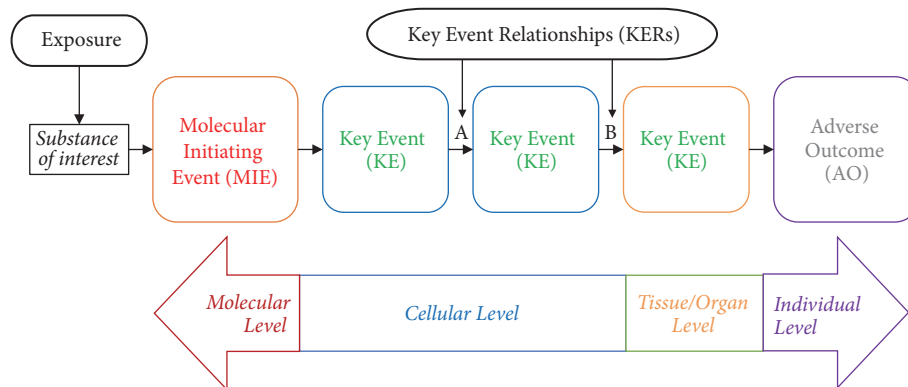 Exposure
Key Event Relationships (KERs)
Substance
of interest
Molecular
Initiating
Event (MIE)
Key Event
(KE)
A
Key Event
(KE)
B
Key Event
(KE)
Adverse
Outcome
(AO)
Molecular
Level
Cellular Level
Tissue/Organ
Level
Individual
Level